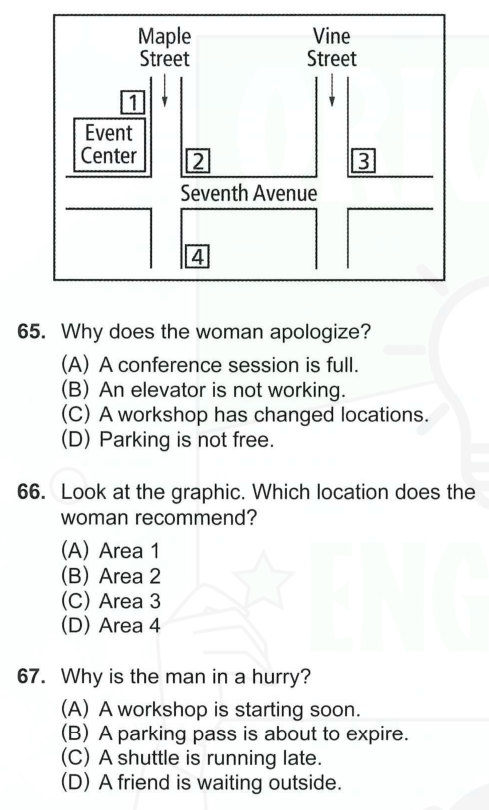 Maple Street
Vine Street
1
Event Center
2
3
Seventh Avenue
4
65. Why does the woman apologize?
(A) A conference session is full.
(B) An elevator is not working.
(C) A workshop has changed locations.
(D) Parking is not free.
66. Look at the graphic. Which location does the
woman recommend?
(A) Area 1
(B) Area 2
(C) Area 3
(D) Area 4
67. Why is the man in a hurry?
(A) A workshop is starting soon.
(B) A parking pass is about to expire.
(C) A shuttle is running late.
(D) A friend is waiting outside.
ENG